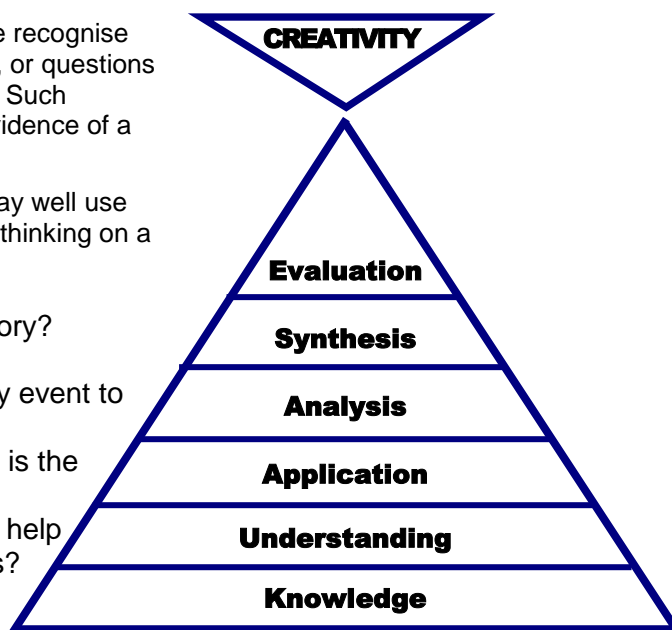 e recognise
, or questions
Such
vidence of a
ay well use
thinking on a
ory?
y event to
is the
help
s?
CREATIVITY
Evaluation
Synthesis
Analysis
Application
Understanding
Knowledge